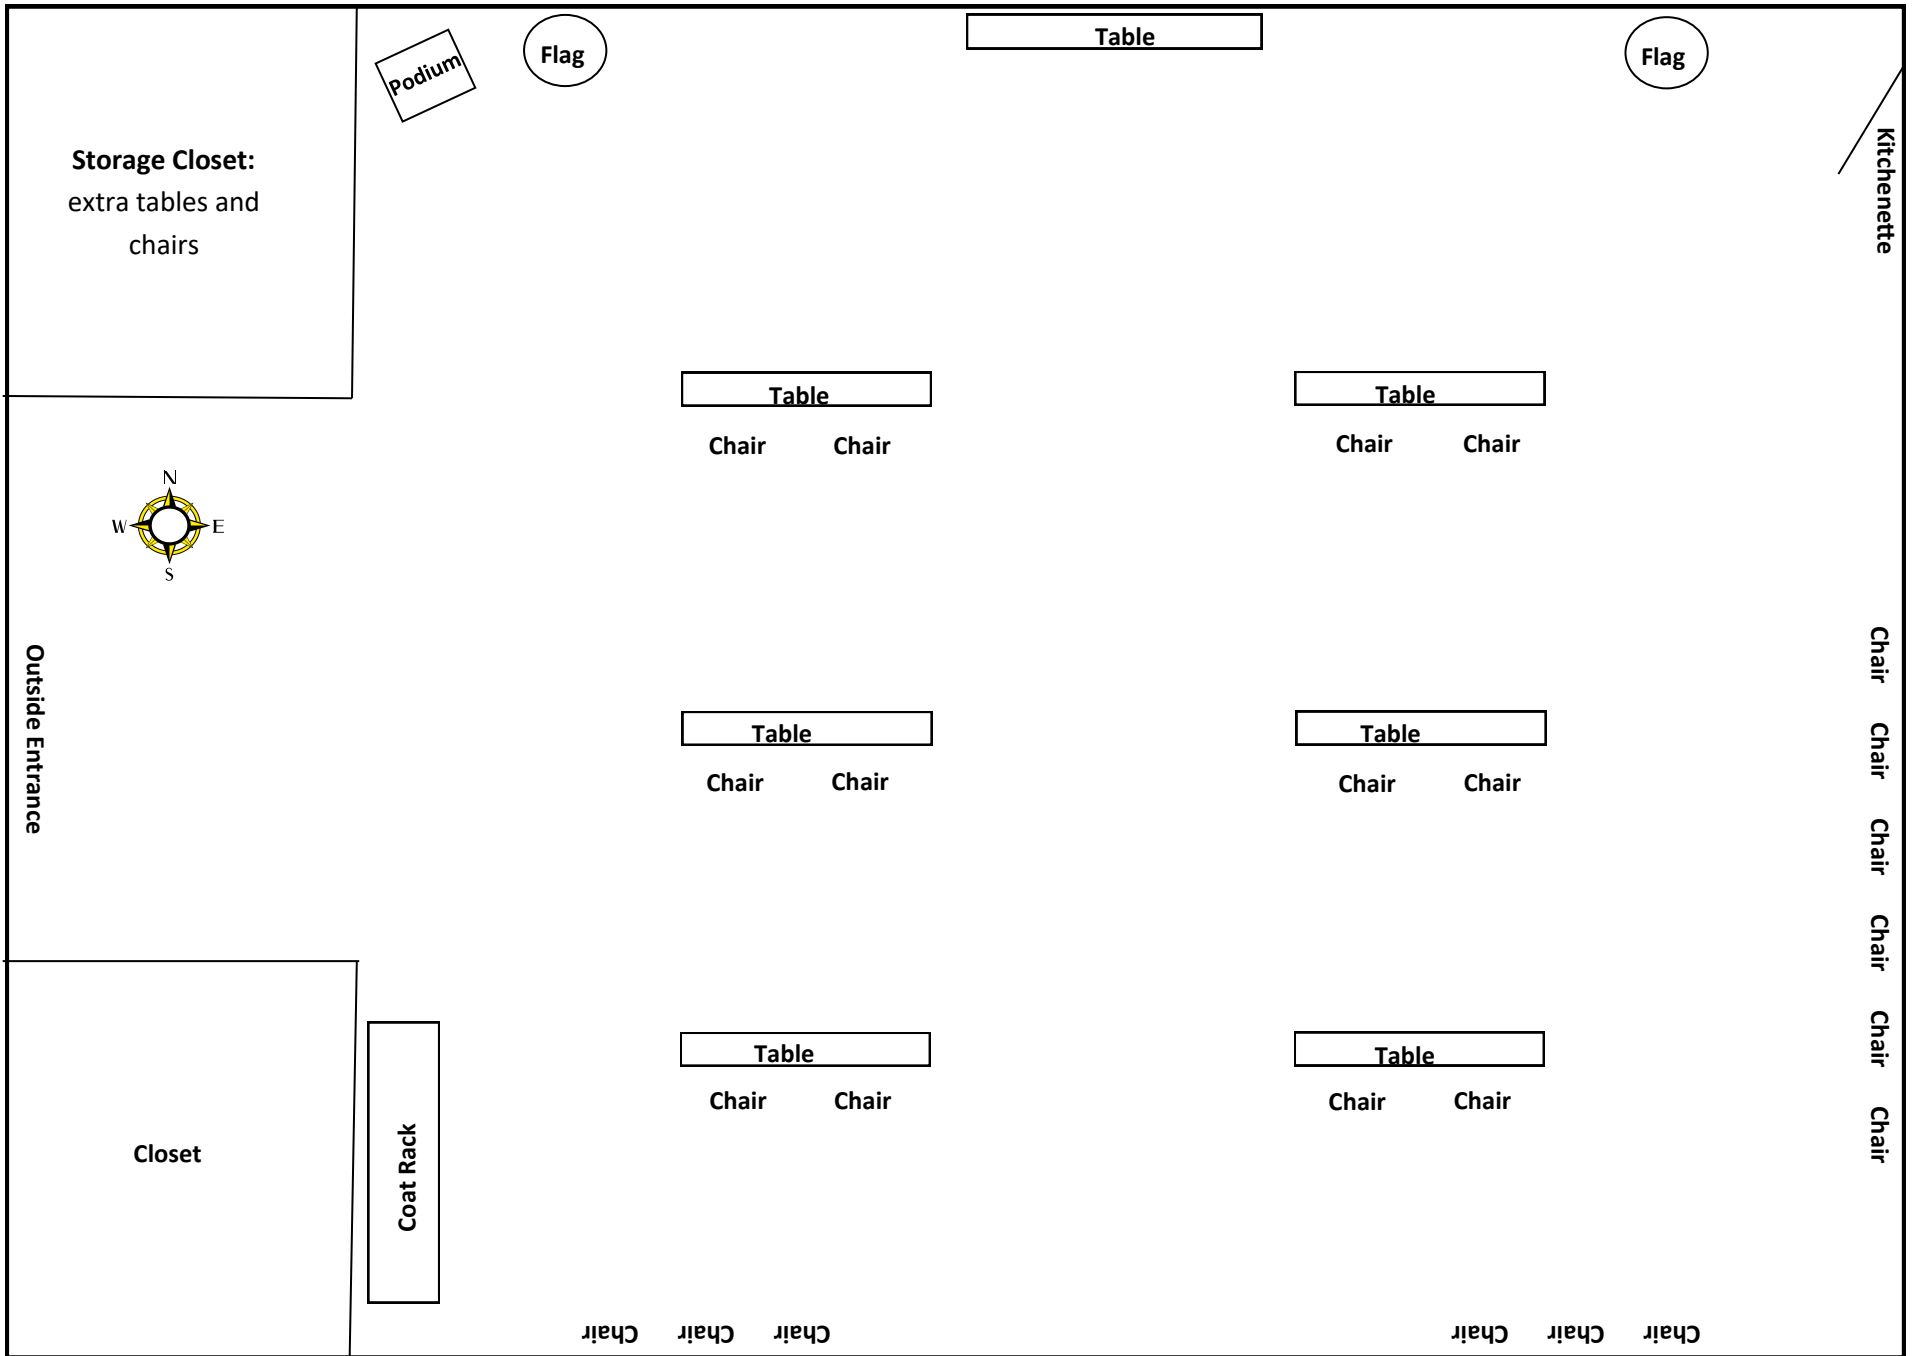 Table
Flag
Flag
Podium
Kitchenette
Storage Closet:
extra tables and
chairs
Table
Table
Chair Chair
Chair Chair
N
W E
S
Outside Entrance
Chair
Chair
Chair
Chair
Chair
Chair
Table
Table
Chair Chair
Chair Chair
Table
Table
Chair Chair
Chair Chair
Closet
Coat Rack
Chair Chair Chair
Chair Chair Chair